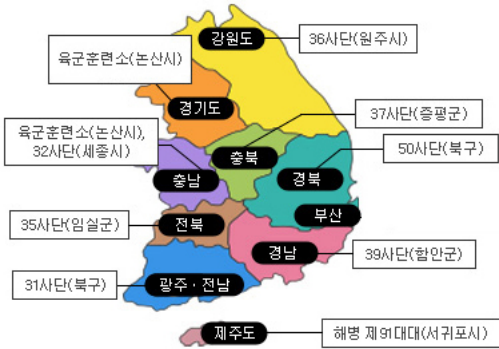 강원도
36사단(원주시)
육군훈련소(논산시)
경기도
37사단(증평군)
육군훈련소(논산시),
32사단(세종시)
충북
50사단(북구)
충남
경북
부산
35사단(임실군)
전북
경남
39사단(함안군)
31사단(북구)
광주·전남
제주도
해병 제91대대(서귀포시)